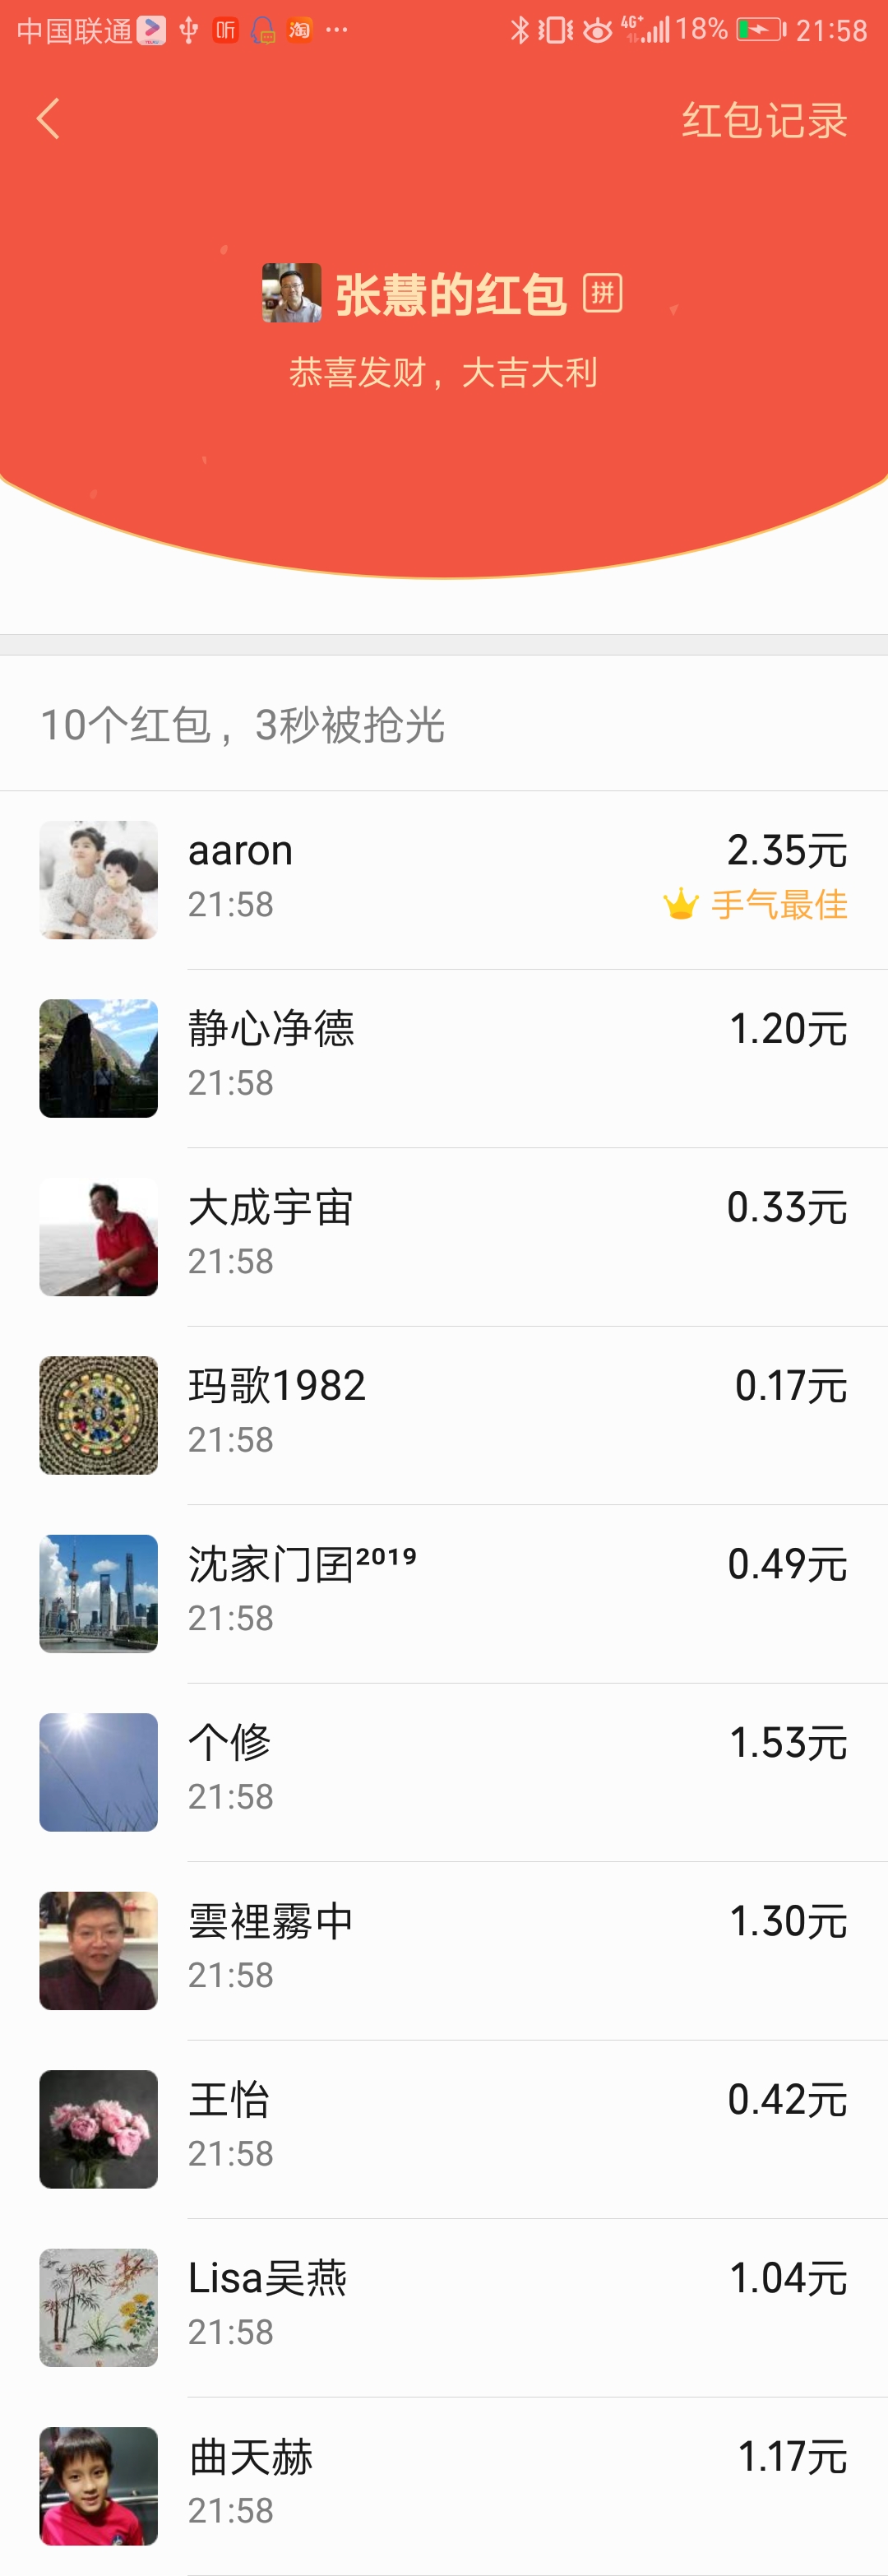 中国联通 听 淘 ... 4G+ 18% 21:58
红包记录
张慧的红包 拼
恭喜发财，大吉大利
10个红包，3秒被抢光
aaron 2.35元
21:58 手气最佳
静心净德 1.20元
21:58
大成宇宙 0.33元
21:58
玛歌1982 0.17元
21:58
沈家门囝²⁰¹⁹ 0.49元
21:58
个修 1.53元
21:58
雲裡霧中 1.30元
21:58
王怡 0.42元
21:58
Lisa吴燕 1.04元
21:58
曲天赫 1.17元
21:58